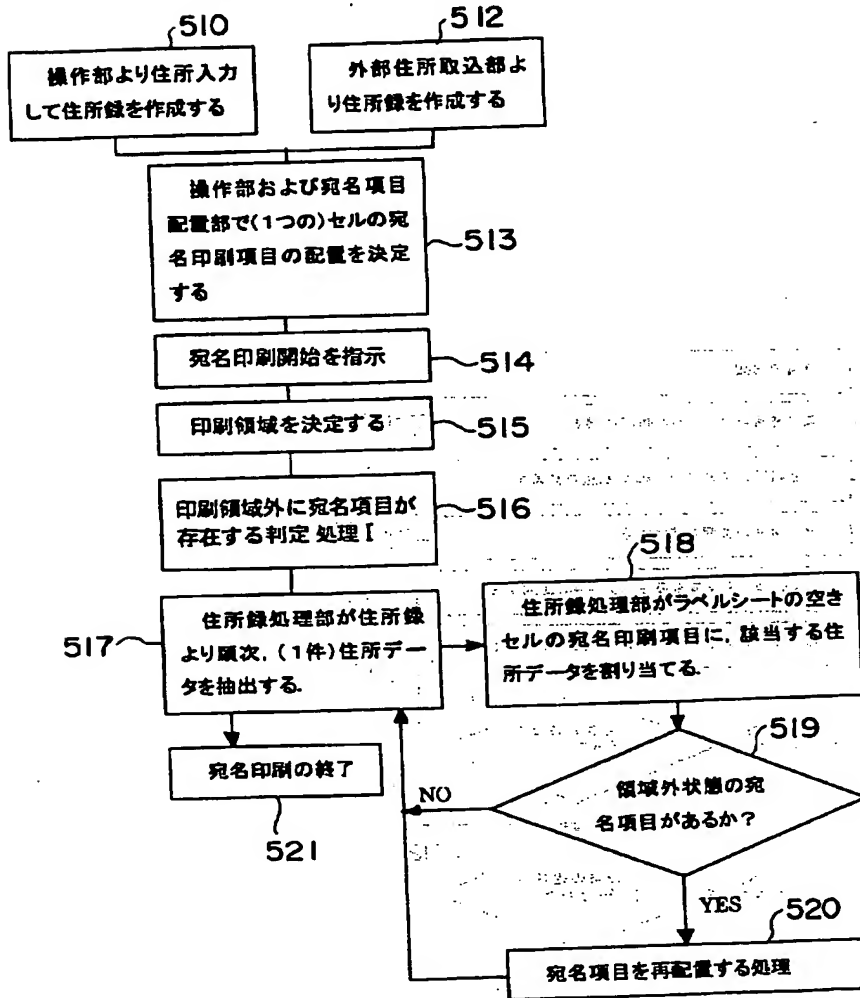 510
512
操作部より住所入力
して住所録を作成する
外部住所取込部よ
り住所録を作成する
操作部および宛名項目
配置部で(1つの)セルの宛
名印刷項目の配置を決定
する
513
宛名印刷開始を指示
514
印刷領域を決定する
515
印刷領域外に宛名項目が
存在する判定 処理 I
516
517
住所録処理部が住所録
より順次, (1件)住所デー
タを抽出する.
518
住所録処理部がラベルシートの空き
セルの宛名印刷項目に, 該当する住
所データを割り当てる.
519
領域外状態の宛
名項目があるか?
NO
YES
宛名印刷の終了
521
520
宛名項目を再配置する処理